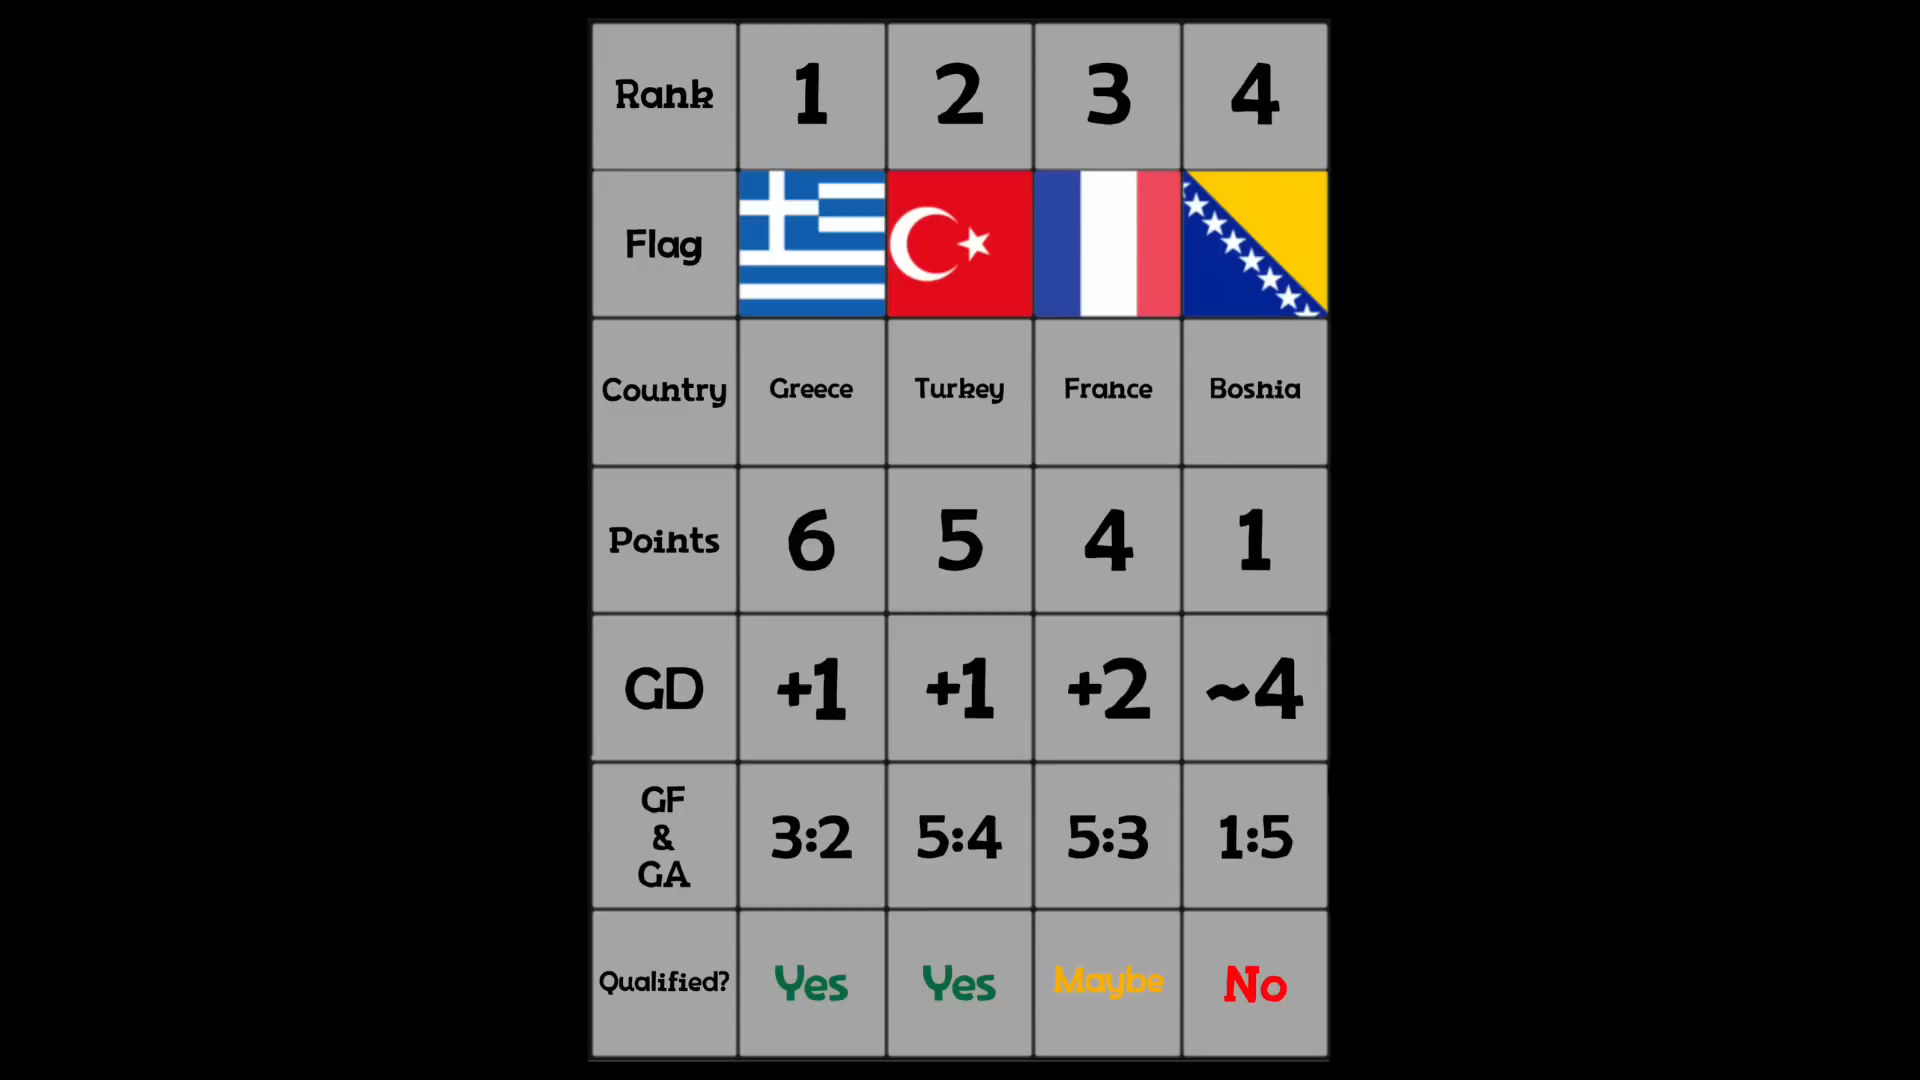 Rank 1 2 3 4
Flag
Country Greece Turkey France Bosnia
Points 6 5 4 1
GD +1 +1 +2 ~4
GF
&
GA
3:2 5:4 5:3 1:5
Qualified? Yes Yes Maybe No